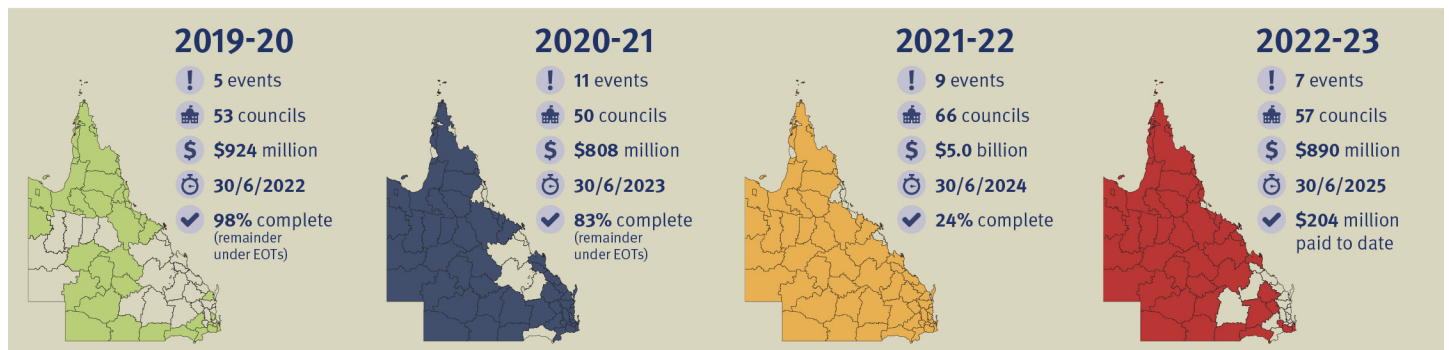 2019-20
! 5 events
53 councils
$ $924 million
30/6/2022
98% complete
(remainder
under EOTs)
2020-21
! 11 events
50 councils
$ $808 million
30/6/2023
83% complete
(remainder
under EOTs)
2021-22
! 9 events
66 councils
$ $5.0 billion
30/6/2024
24% complete
2022-23
! 7 events
57 councils
$ $890 million
30/6/2025
$204 million
paid to date